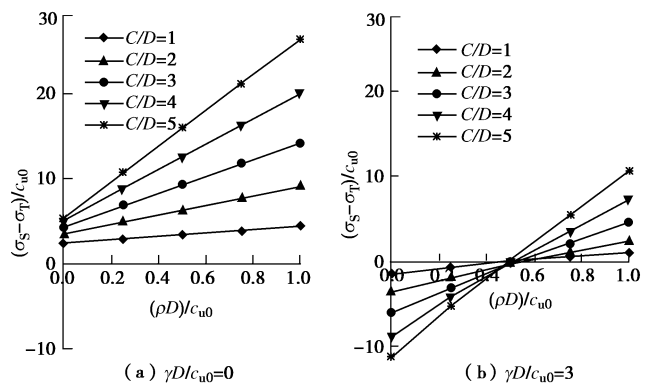 30
20
10
0
−10
(σS−σT)/cu0
C/D=1
C/D=2
C/D=3
C/D=4
C/D=5
0.0 0.2 0.4 0.6 0.8 1.0
(ρD)/cu0
(a) γD/cu0=0
30
20
10
0
−10
(σS−σT)/cu0
C/D=1
C/D=2
C/D=3
C/D=4
C/D=5
0.0 0.2 0.4 0.6 0.8 1.0
(ρD)/cu0
(b) γD/cu0=3